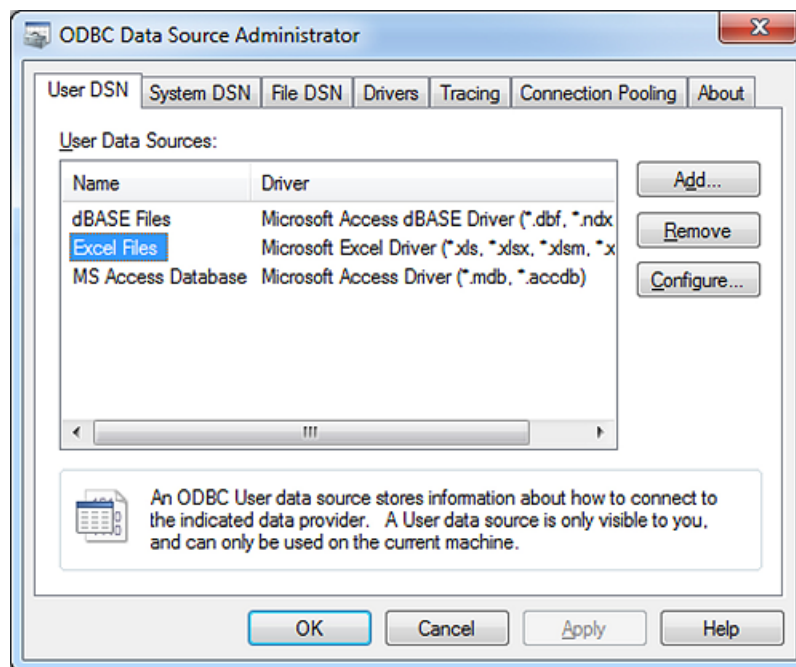 ODBC Data Source Administrator
User DSN System DSN File DSN Drivers Tracing Connection Pooling About
User Data Sources:
Name Driver
Add...
dBASE Files Microsoft Access dBASE Driver (*.dbf, *.ndx
Remove
Excel Files Microsoft Excel Driver (*.xls, *.xlsx, *.xlsm, *.x
MS Access Database Microsoft Access Driver (*.mdb, *.accdb)
Configure...
An ODBC User data source stores information about how to connect to
the indicated data provider. A User data source is only visible to you,
and can only be used on the current machine.
OK Cancel Apply Help